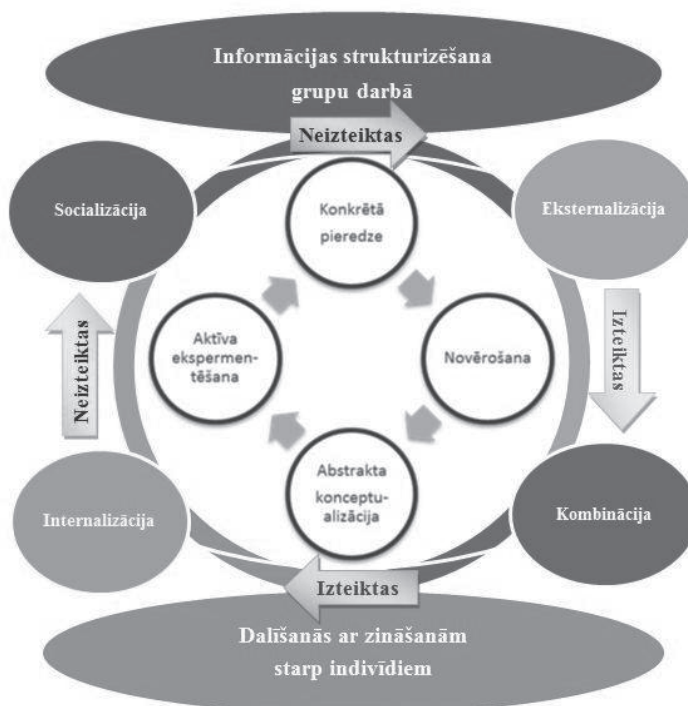 Informācijas strukturizēšana
grupu darbā
Neizteiktas
Socializācija
Konkrētā
pieredze
Eksternalizācija
Neizteiktas
Aktīva
ekspermen-
tēšana
Novērošana
Izteiktas
Internalizācija
Abstrakta
konceptu-
alizācija
Kombinācija
Izteiktas
Dalīšanās ar zināšanām
starp indivīdiem